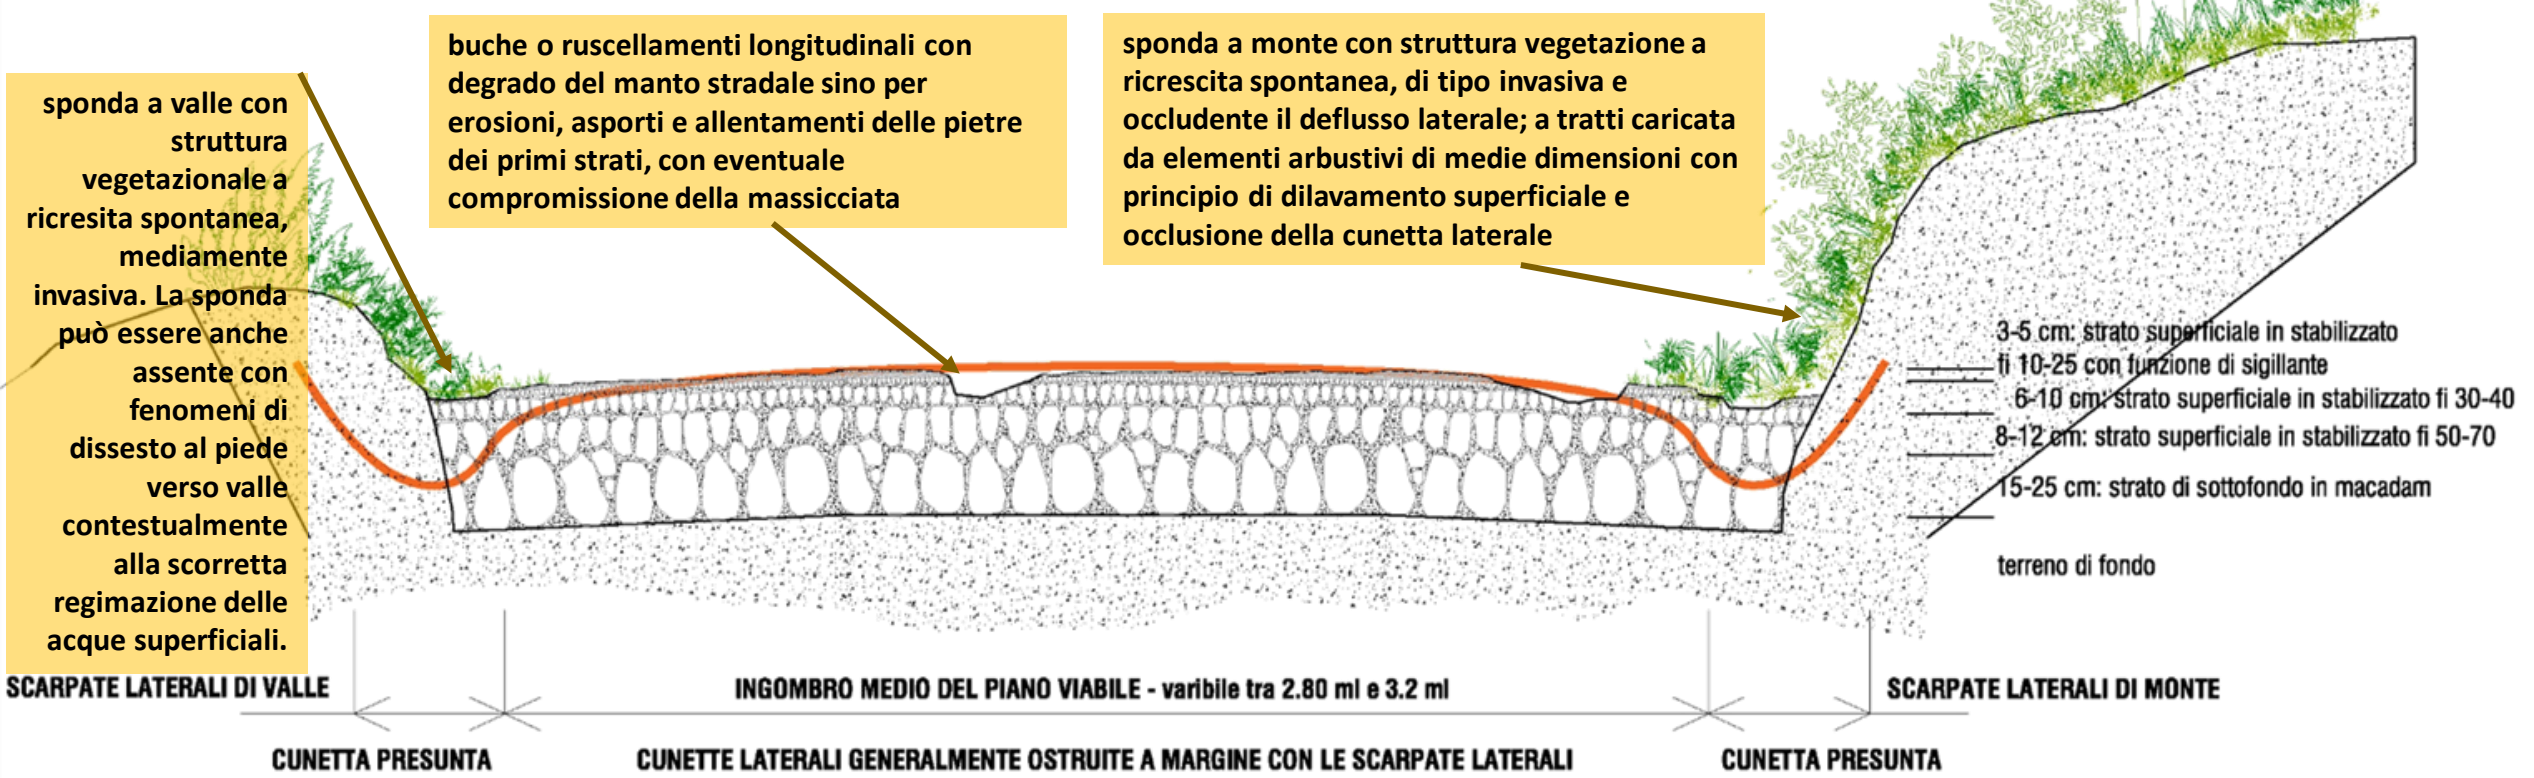 sponda a valle con
struttura
vegetazionale a
ricresita spontanea,
mediamente
invasiva. La sponda
può essere anche
assente con
fenomeni di
dissesto al piede
verso valle
contestualmente
alla scorretta
regimazione delle
acque superficiali.
buche o ruscellamenti longitudinali con
degrado del manto stradale sino per
erosioni, asporti e allentamenti delle pietre
dei primi strati, con eventuale
compromissione della massicciata
sponda a monte con struttura vegetazione a
ricrescita spontanea, di tipo invasiva e
occludente il deflusso laterale; a tratti caricata
da elementi arbustivi di medie dimensioni con
principio di dilavamento superficiale e
occlusione della cunetta laterale
3-5 cm: strato superficiale in stabilizzato
fi 10-25 con funzione di sigillante
6-10 cm: strato superficiale in stabilizzato fi 30-40
8-12 cm: strato superficiale in stabilizzato fi 50-70
15-25 cm: strato di sottofondo in macadam
terreno di fondo
SCARPATE LATERALI DI VALLE
INGOMBRO MEDIO DEL PIANO VIABILE - varibile tra 2.80 ml e 3.2 ml
SCARPATE LATERALI DI MONTE
CUNETTA PRESUNTA
CUNETTE LATERALI GENERALMENTE OSTRUITE A MARGINE CON LE SCARPATE LATERALI
CUNETTA PRESUNTA